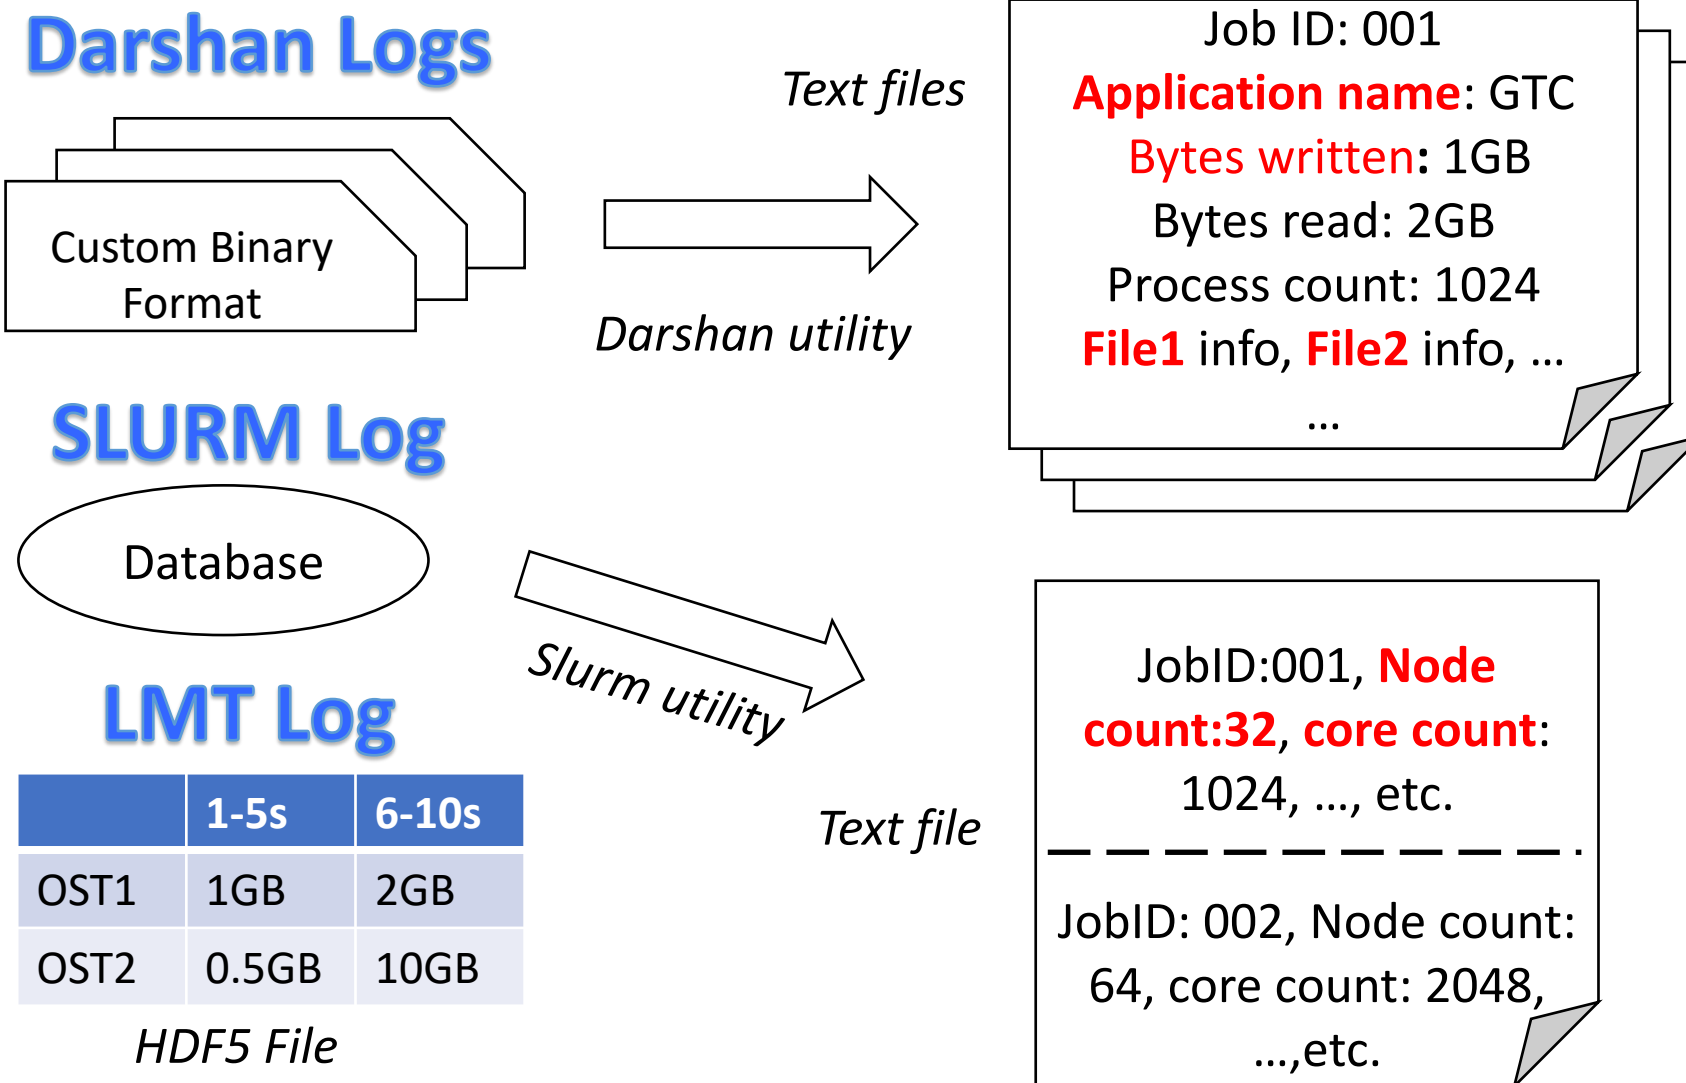 Darshan Logs
Custom Binary
Format
Text files
Darshan utility
Job ID: 001
Application name: GTC
Bytes written: 1GB
Bytes read: 2GB
Process count: 1024
File1 info, File2 info, ...
...
SLURM Log
Database
Slurm utility
LMT Log
1-5s 6-10s
OST1 1GB 2GB
OST2 0.5GB 10GB
HDF5 File
Text file
JobID:001, Node
count:32, core count:
1024, ..., etc.
JobID: 002, Node count:
64, core count: 2048,
...,etc.